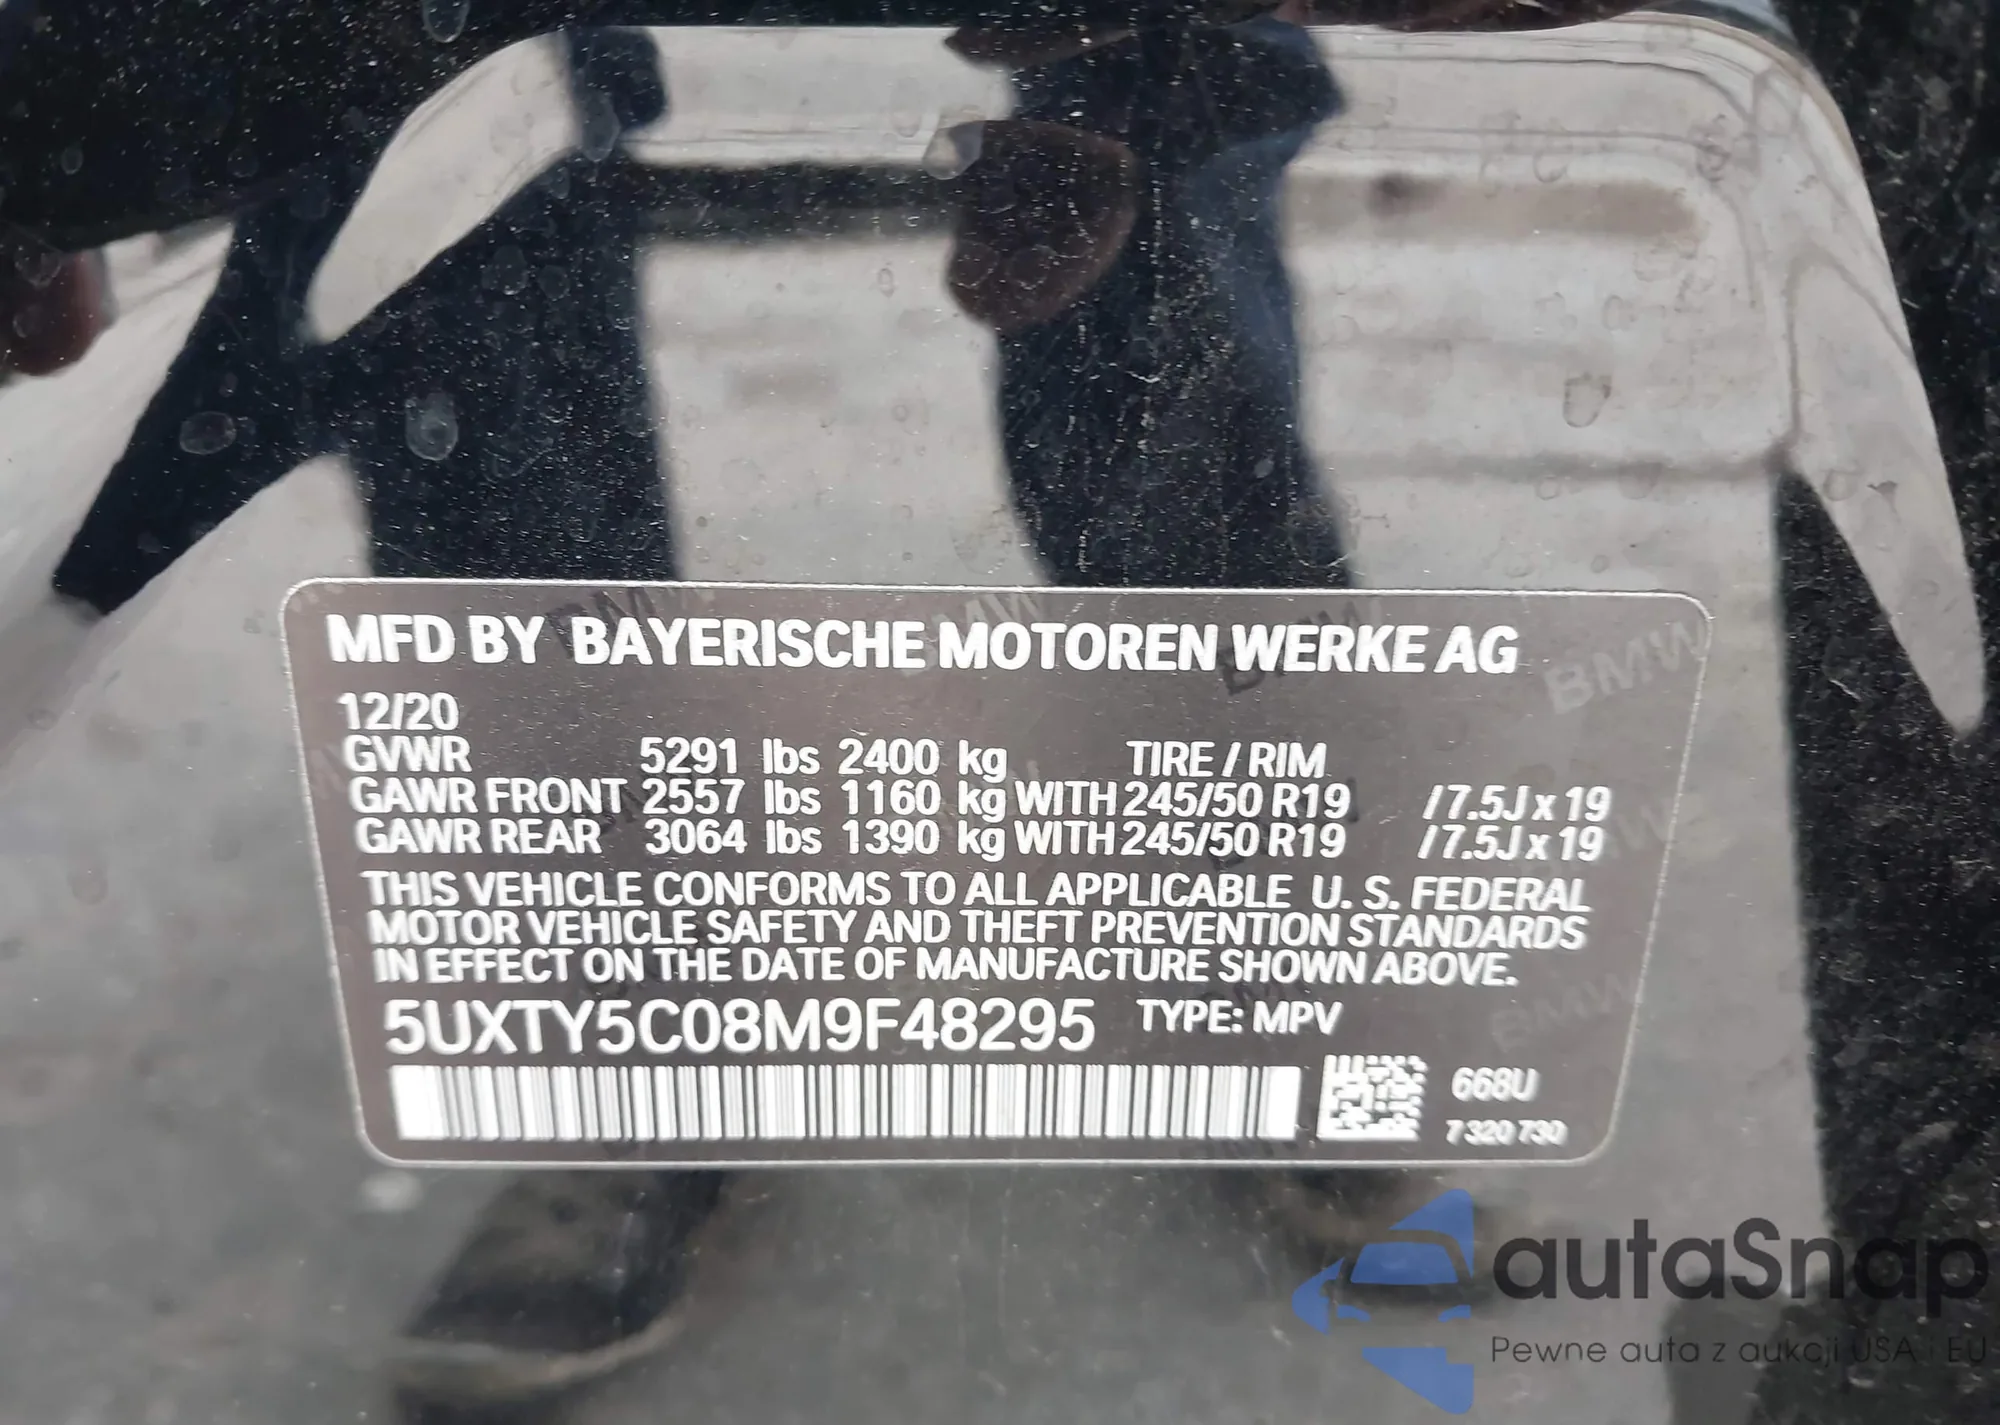 MFD BY BAYERISCHE MOTOREN WERKE AG
12/20
GVWR 5291 lbs 2400 kg TIRE / RIM
GAWR FRONT 2557 lbs 1160 kg WITH 245/50 R19 /7.5J x 19
GAWR REAR 3064 lbs 1390 kg WITH 245/50 R19 /7.5J x 19
THIS VEHICLE CONFORMS TO ALL APPLICABLE U. S. FEDERAL
MOTOR VEHICLE SAFETY AND THEFT PREVENTION STANDARDS
IN EFFECT ON THE DATE OF MANUFACTURE SHOWN ABOVE.
5UXTY5C08M9F48295 TYPE: MPV
668U
7 320 730
autaSnap
Pewne auta z aukcji USA i EU